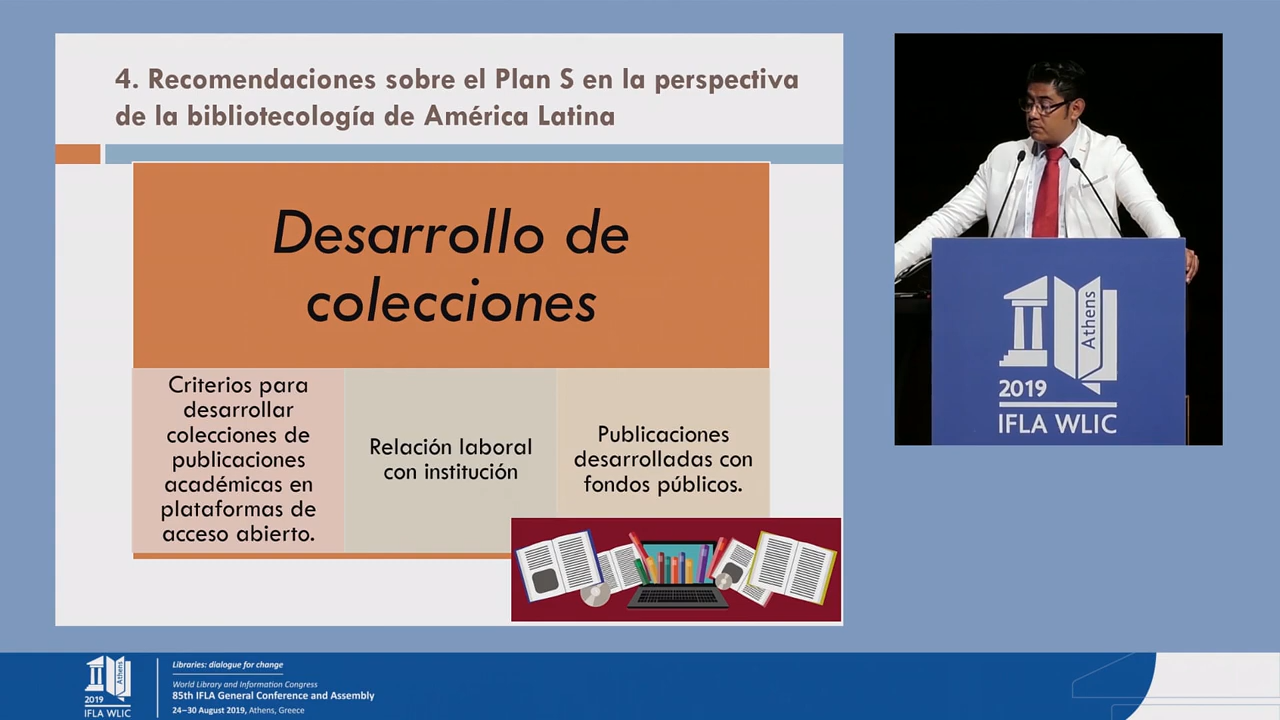 4. Recomendaciones sobre el Plan S en la perspectiva
de la bibliotecología de América Latina
Desarrollo de
colecciones
Criterios para
desarrollar
colecciones de
publicaciones
académicas en
plataformas de
acceso abierto.
Relación laboral
con institución
Publicaciones
desarrolladas con
fondos públicos.
Athens
2019
IFLA WLIC
Athens
2019
IFLA WLIC
Libraries: dialogue for change
World Library and Information Congress
85th IFLA General Conference and Assembly
24–30 August 2019, Athens, Greece